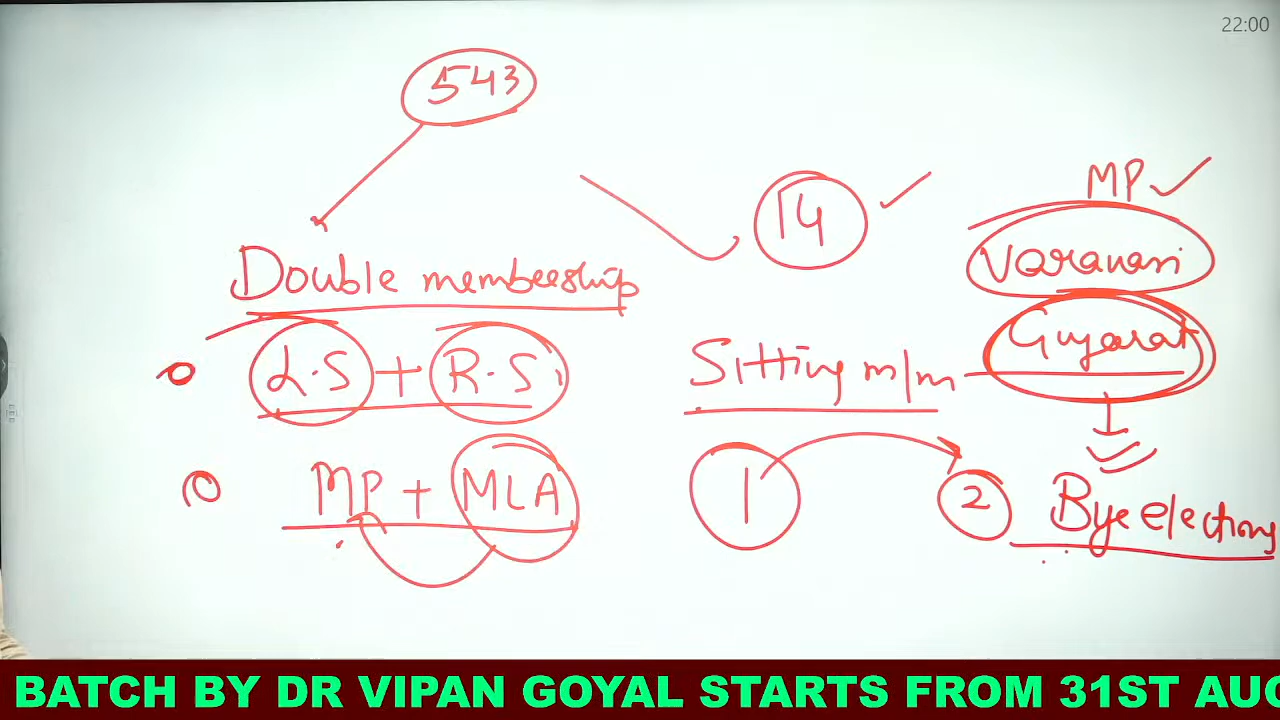 22:00
543
MP
14
Varanasi
Double membership
Gujarat
L.S + R.S
Sitting m/m
MP + MLA
1
2
Bye elections
BATCH BY DR VIPAN GOYAL STARTS FROM 31ST AUG